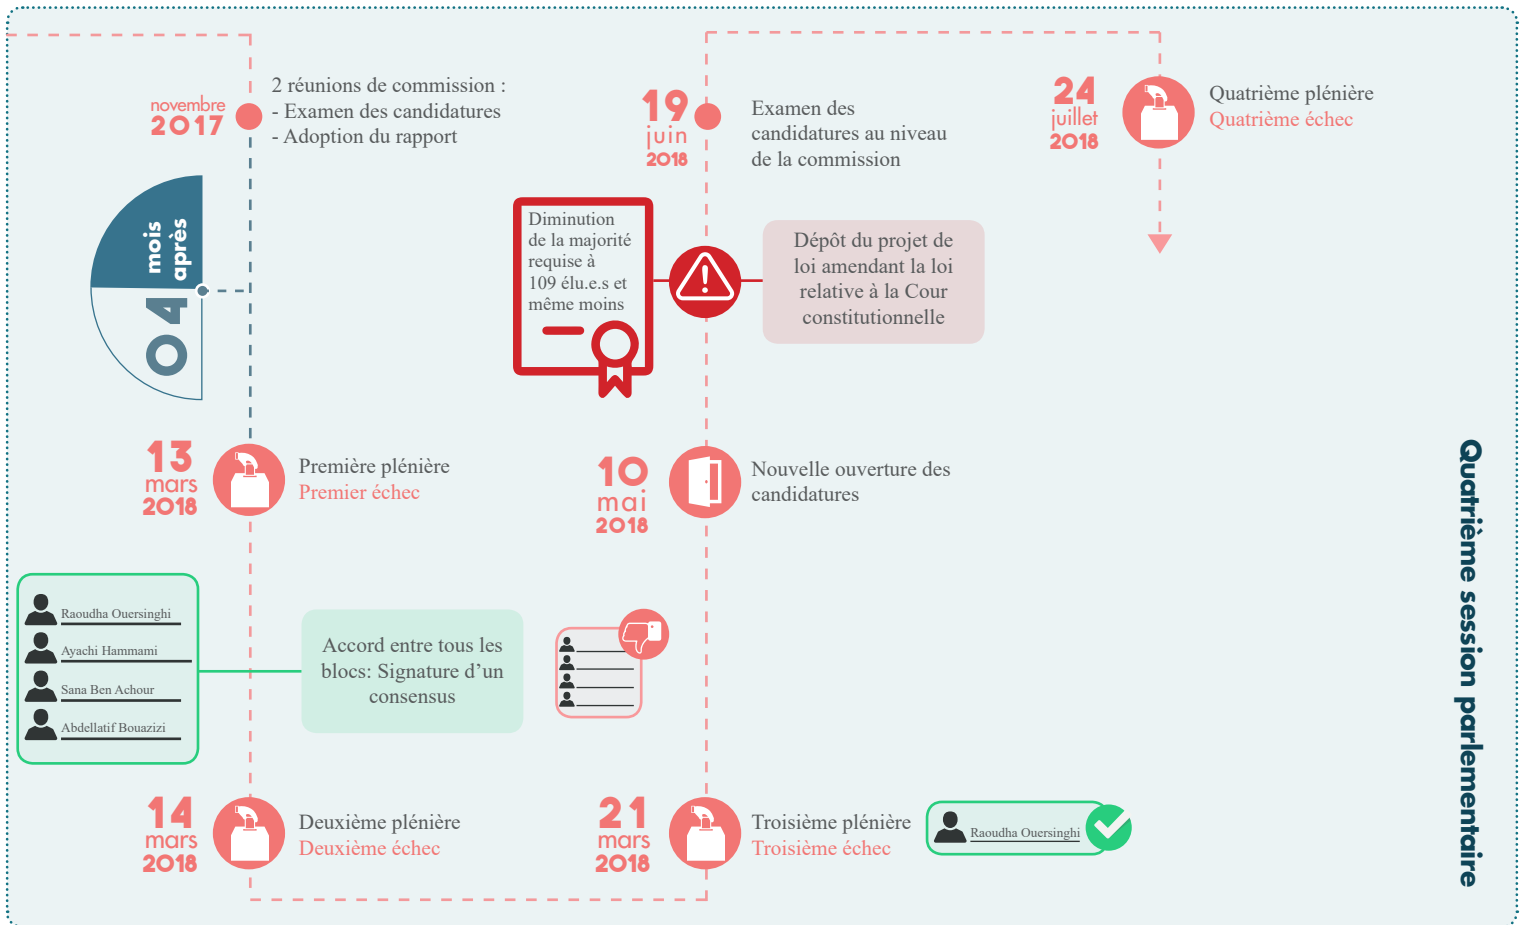 novembre
2017
2 réunions de commission :
- Examen des candidatures
- Adoption du rapport
04
mois
après
13
mars
2018
Première plénière
Premier échec
Raoudha Ouersinghi
Ayachi Hammami
Sana Ben Achour
Abdellatif Bouazizi
Accord entre tous les
blocs: Signature d’un
consensus
14
mars
2018
Deuxième plénière
Deuxième échec
21
mars
2018
Troisième plénière
Troisième échec
Raoudha Ouersinghi
10
mai
2018
Nouvelle ouverture des
candidatures
Diminution
de la majorité
requise à
109 élu.e.s et
même moins
Dépôt du projet de
loi amendant la loi
relative à la Cour
constitutionnelle
19
juin
2018
Examen des
candidatures au niveau
de la commission
24
juillet
2018
Quatrième plénière
Quatrième échec
Quatrième session parlementaire